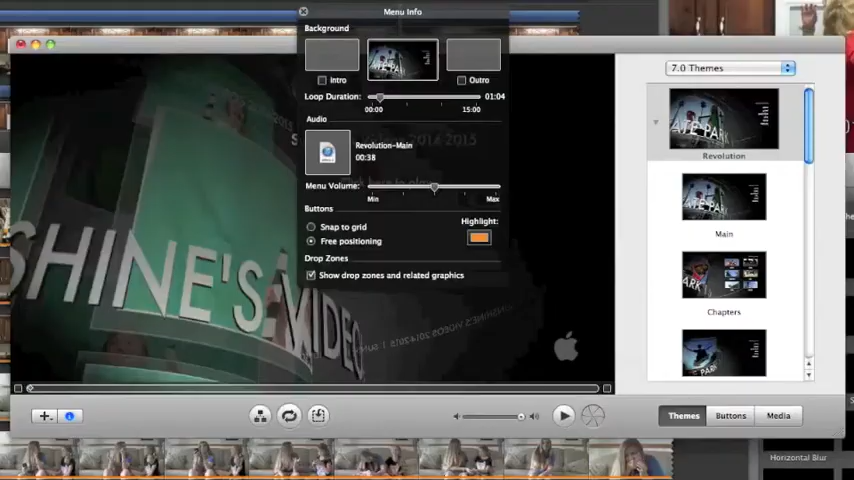 Menu Info
Background
Intro
Outro
Loop Duration:
01:04
00:00
15:00
Audio
2014 2015
Revolution-Main
00:38
Menu Volume:
Min
Max
Buttons
Highlight:
Snap to grid
Free positioning
Drop Zones
Show drop zones and related graphics
SHINE'S VIDEO
7.0 Themes
Revolution
Main
Chapters
Themes
Buttons
Media
Horizontal Blur